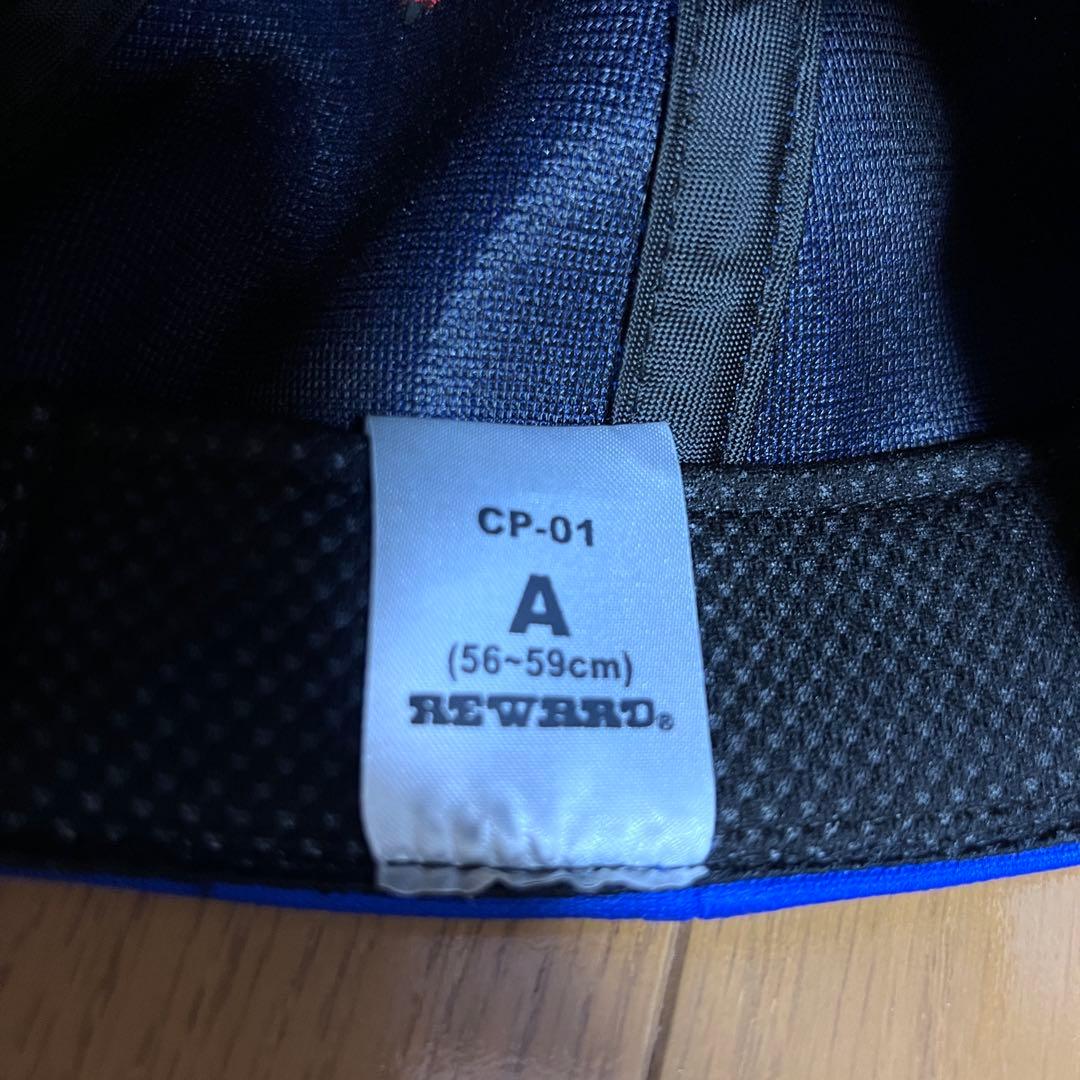 CP-01
A
(56~59cm)
REWARD®